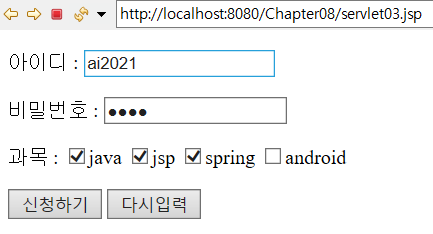 http://localhost:8080/Chapter08/servlet03.jsp
아이디 : ai2021
비밀번호 : ●●●●
과목 : java jsp spring android
신청하기 다시입력